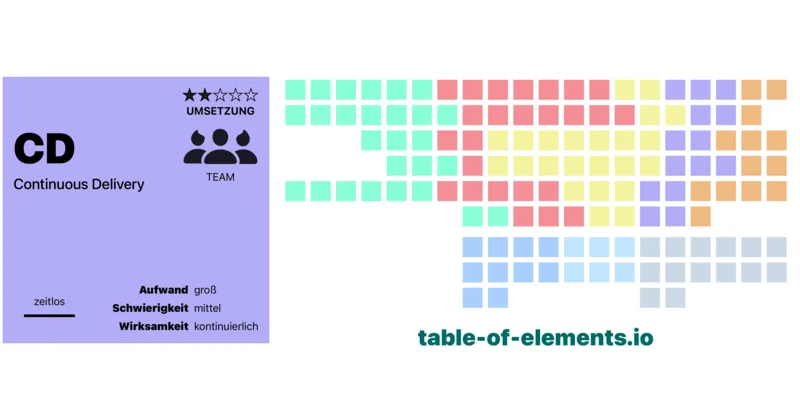 ★★☆☆☆
UMSETZUNG
CD
TEAM
Continuous Delivery
zeitlos
Aufwand groß
Schwierigkeit mittel
Wirksamkeit kontinuierlich
table-of-elements.io